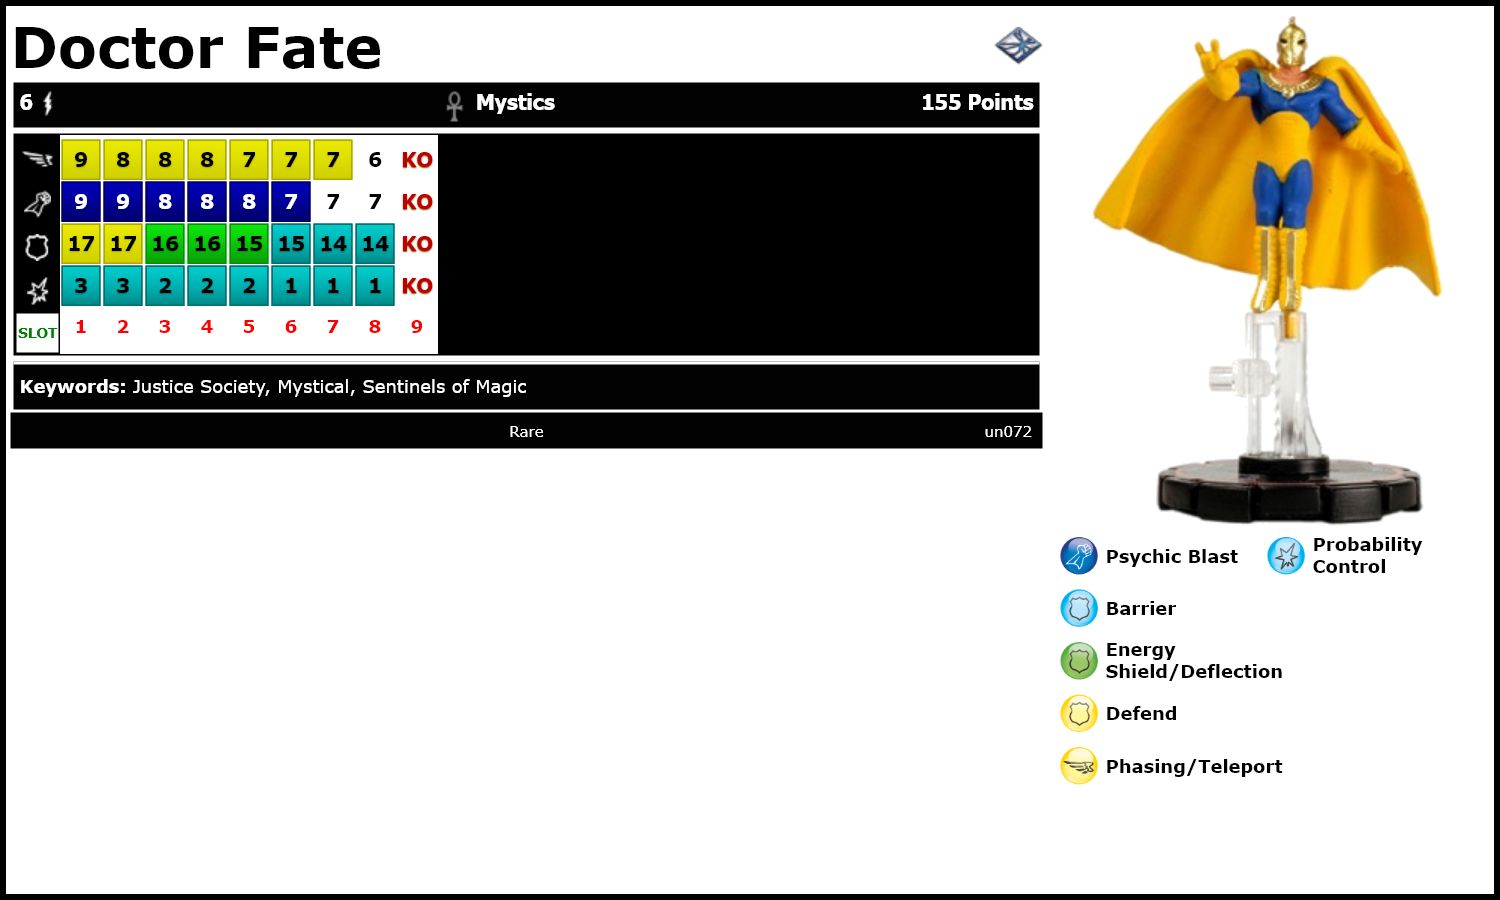 Doctor Fate
6 Mystics 155 Points
9 8 8 8 7 7 7 6 KO
9 9 8 8 8 7 7 7 KO
17 17 16 16 15 15 14 14 KO
3 3 2 2 2 1 1 1 KO
SLOT 1 2 3 4 5 6 7 8 9
Keywords: Justice Society, Mystical, Sentinels of Magic
Rare un072
Psychic Blast
Probability
Control
Barrier
Energy
Shield/Deflection
Defend
Phasing/Teleport